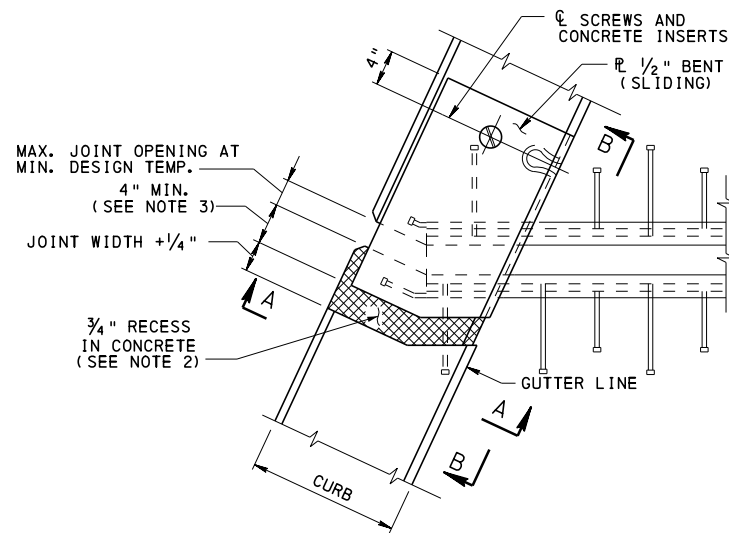 ℄ SCREWS AND
CONCRETE INSERTS
℞ 1/2" BENT
(SLIDING)
4"
B
MAX. JOINT OPENING AT
MIN. DESIGN TEMP.
4" MIN.
(SEE NOTE 3)
JOINT WIDTH +1/4"
A
3/4" RECESS
IN CONCRETE
(SEE NOTE 2)
GUTTER LINE
A
B
CURB